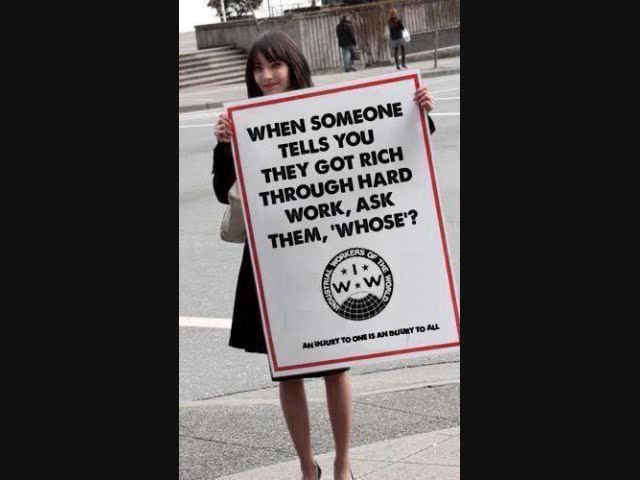 WHEN SOMEONE
TELLS YOU
THEY GOT RICH
THROUGH HARD
WORK, ASK
THEM, 'WHOSE'?
INDUSTRIAL WORKERS OF THE WORLD
I
W W
AN INJURY TO ONE IS AN INJURY TO ALL